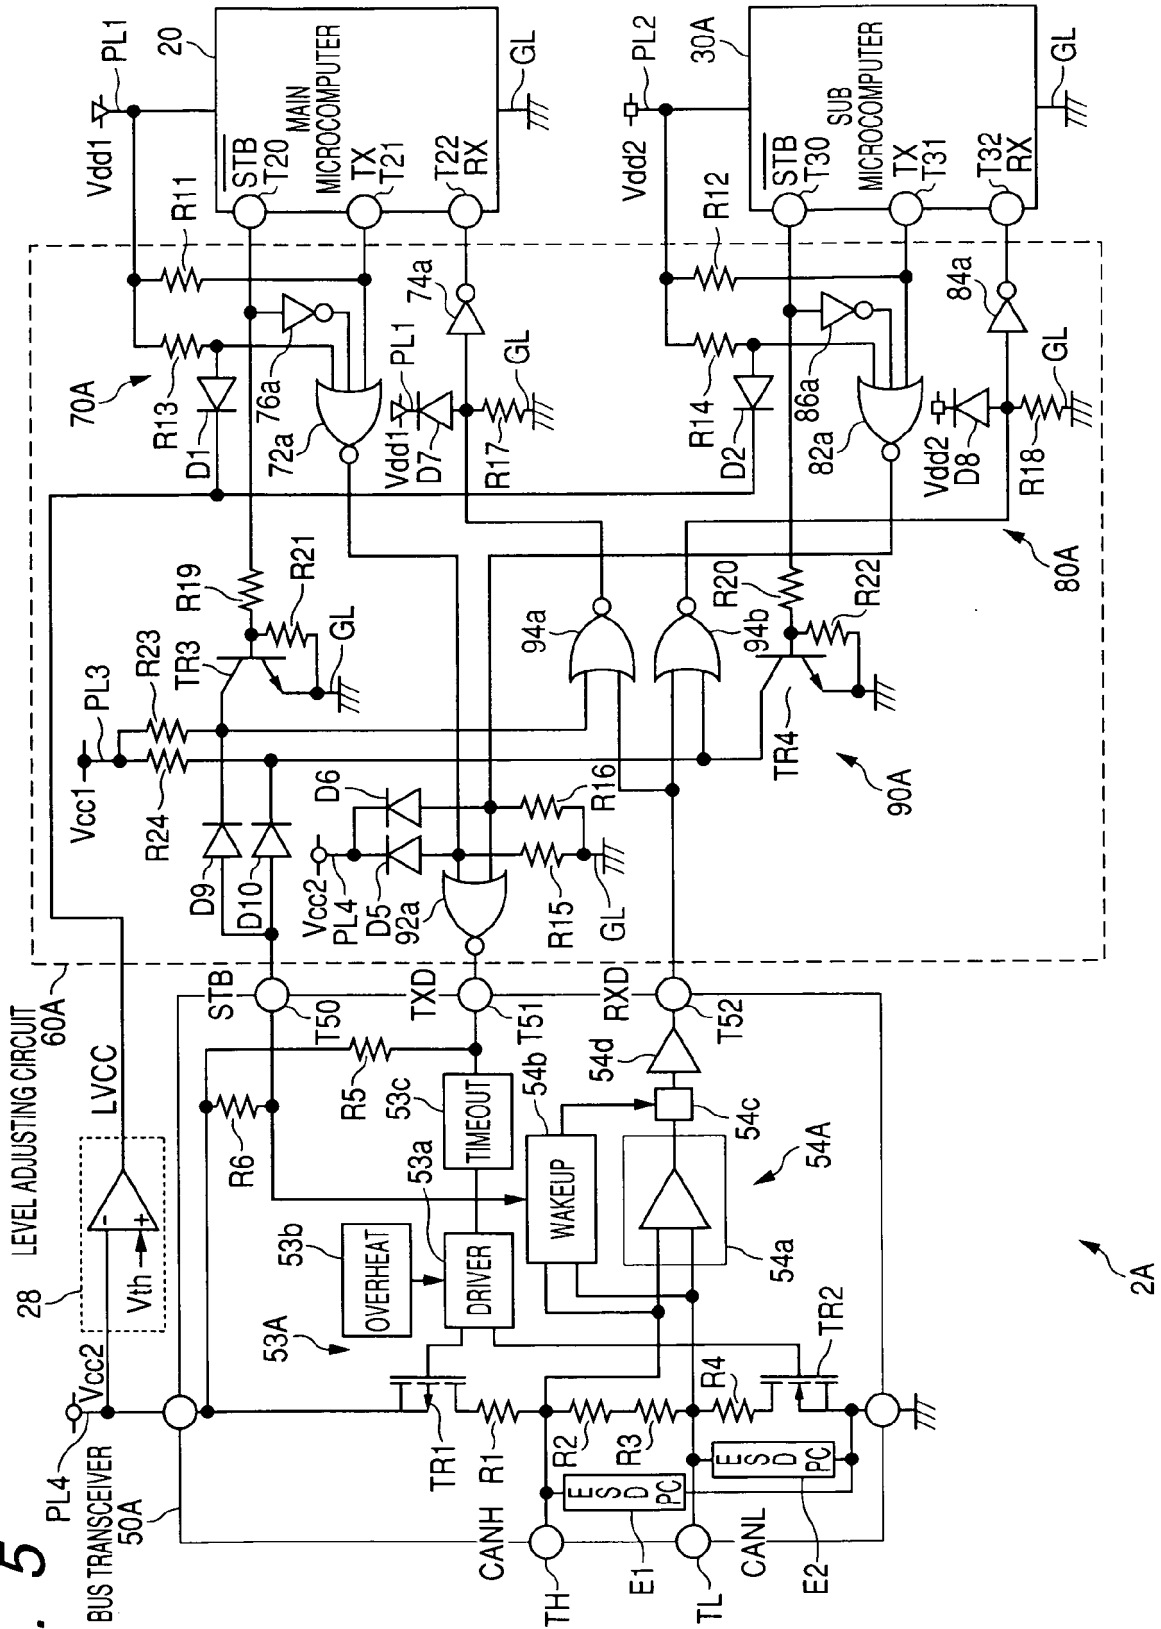 . 5
BUS TRANSCEIVER
50A
PL4
Vcc2
28
Vth
-
+
LVCC
LEVEL ADJUSTING CIRCUIT
60A
CANH
TH
CANL
TL
E1
E2
ESD
PC
ESD
PC
TR1
R1
R2
R3
R4
TR2
53A
OVERHEAT
53b
DRIVER
53a
TIMEOUT
53c
WAKEUP
54b
54a
54A
54c
54d
R5
R6
STB
T50
TXD
T51
RXD
T52
2A
D9
D10
Vcc1
PL3
R24
R23
TR3
R19
R21
GL
Vcc2
PL4
D5
D6
92a
R15
R16
GL
94a
94b
TR4
R20
R22
90A
80A
70A
R13
D1
R11
76a
72a
Vdd1
PL1
D7
R17
GL
74a
R14
D2
R12
86a
82a
Vdd2
D8
R18
GL
84a
Vdd1
PL1
20
STB
T20
TX
T21
T22
RX
MAIN
MICROCOMPUTER
GL
Vdd2
PL2
30A
STB
T30
TX
T31
T32
RX
SUB
MICROCOMPUTER
GL